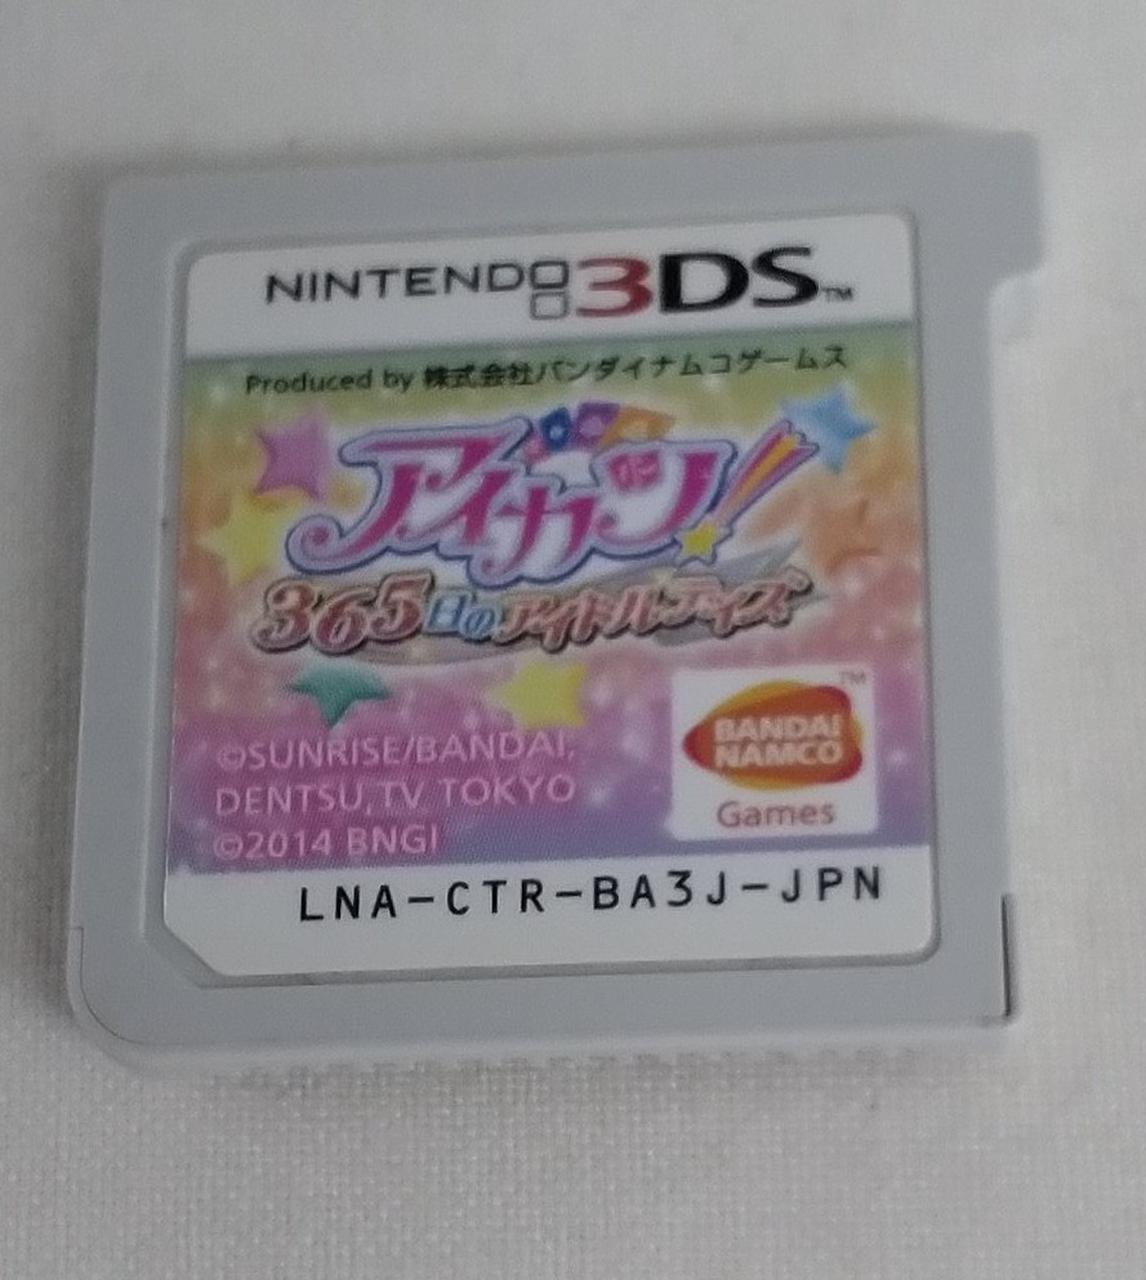 NINTENDO3DS™
Produced by 株式会社バンダイナムコゲームス
アイカツ!
365日のアイドルデイズ
©SUNRISE/BANDAI,
DENTSU,TV TOKYO
©2014 BNGI
BANDAI
NAMCO
TM
Games
LNA-CTR-BA3J-JPN